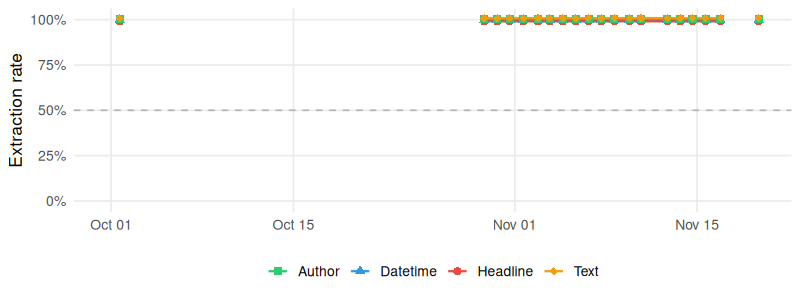 100%
75%
Extraction rate
50%
25%
0%
Oct 01 Oct 15 Nov 01 Nov 15
Author Datetime Headline Text